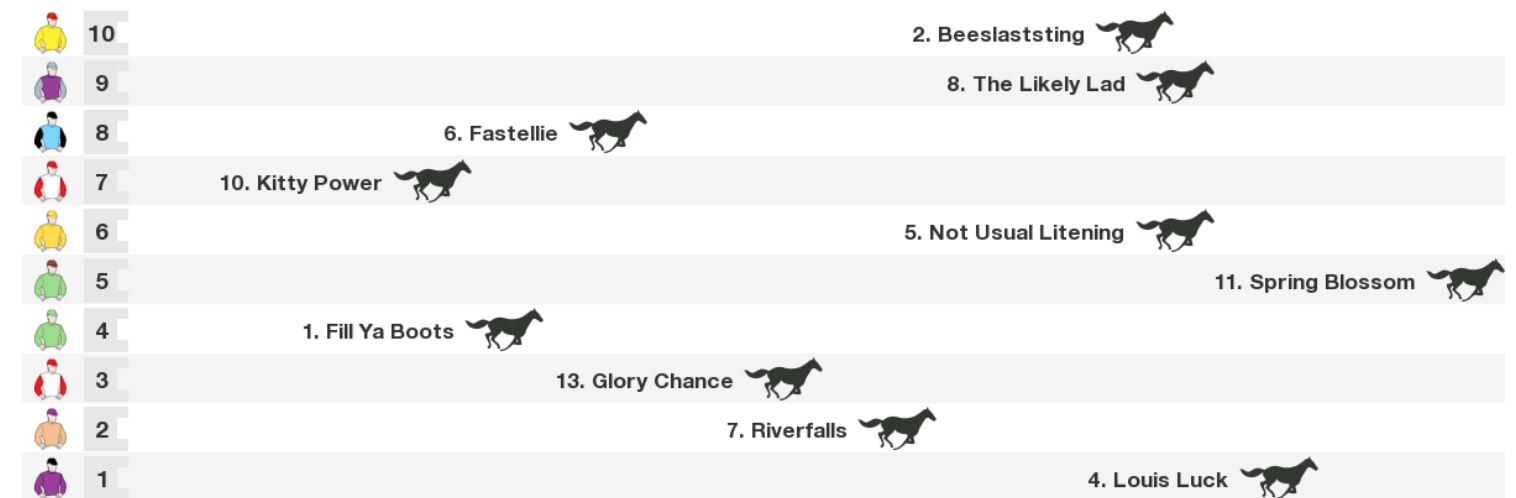 10 2. Beeslaststing
9 8. The Likely Lad
8 6. Fastellie
7 10. Kitty Power
6 5. Not Usual Litening
5 11. Spring Blossom
4 1. Fill Ya Boots
3 13. Glory Chance
2 7. Riverfalls
1 4. Louis Luck